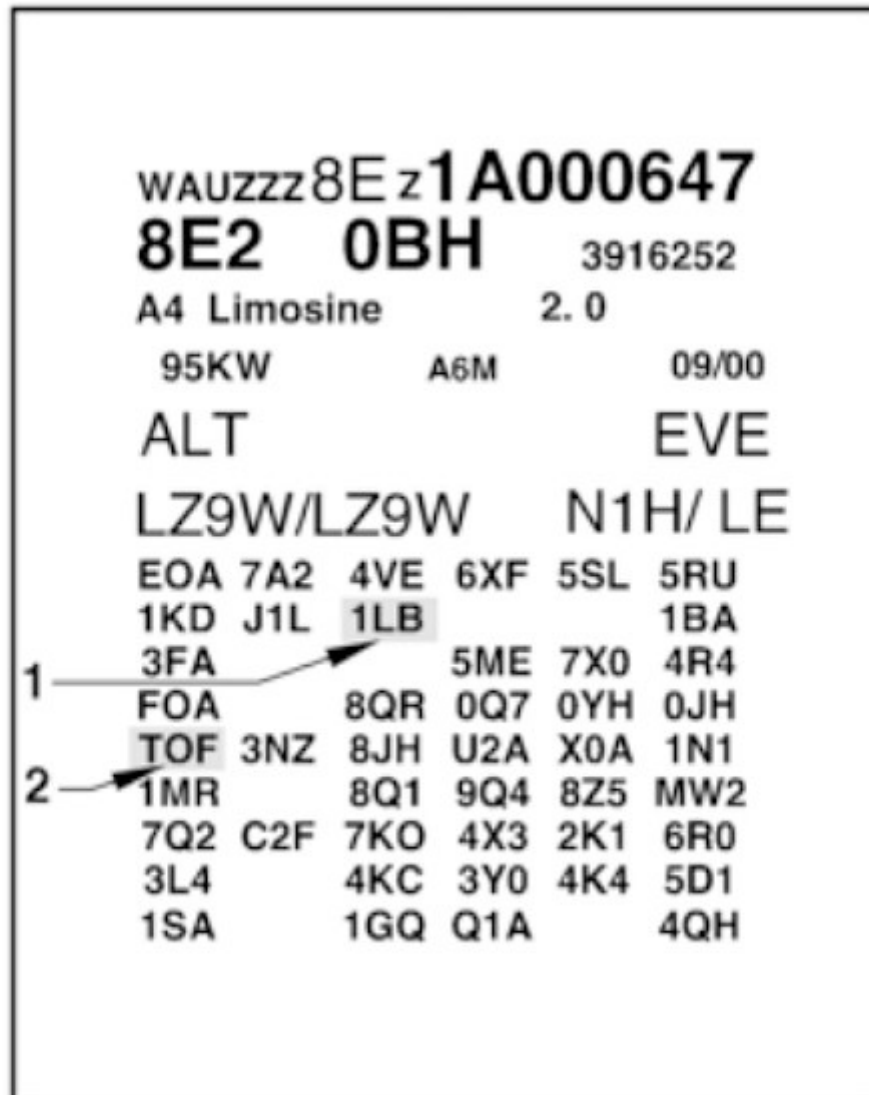 WAUZZZ8Ez1A000647
8E2 0BH 3916252
A4 Limosine 2. 0
95KW A6M 09/00
ALT EVE
LZ9W/LZ9W N1H/ LE
EOA 7A2 4VE 6XF 5SL 5RU
1KD J1L 1LB 1BA
3FA 5ME 7X0 4R4
1
FOA 8QR 0Q7 0YH 0JH
TOF 3NZ 8JH U2A X0A 1N1
2
1MR 8Q1 9Q4 8Z5 MW2
7Q2 C2F 7KO 4X3 2K1 6R0
3L4 4KC 3Y0 4K4 5D1
1SA 1GQ Q1A 4QH